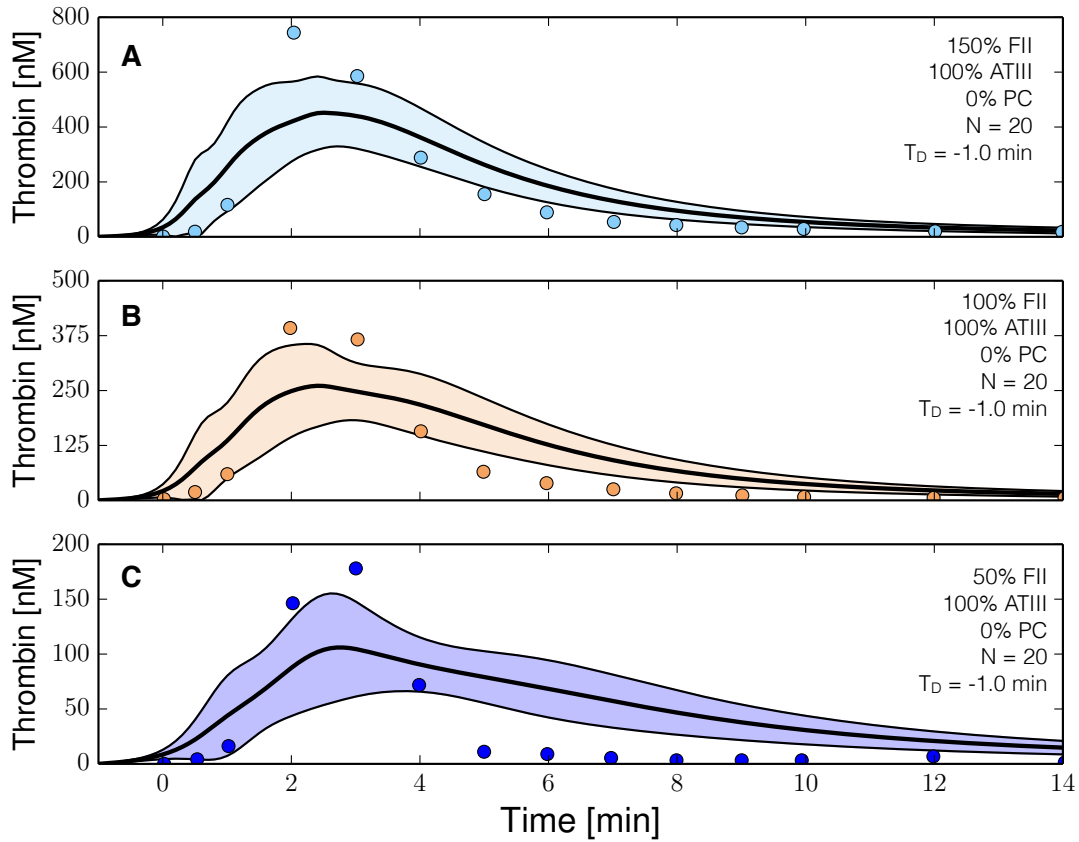 800
600
400
200
0
Thrombin [nM]
A
150% FII
100% ATIII
0% PC
N = 20
T_D = -1.0 min
500
375
250
125
0
Thrombin [nM]
B
100% FII
100% ATIII
0% PC
N = 20
T_D = -1.0 min
200
150
100
50
0
Thrombin [nM]
C
50% FII
100% ATIII
0% PC
N = 20
T_D = -1.0 min
0 2 4 6 8 10 12 14
Time [min]